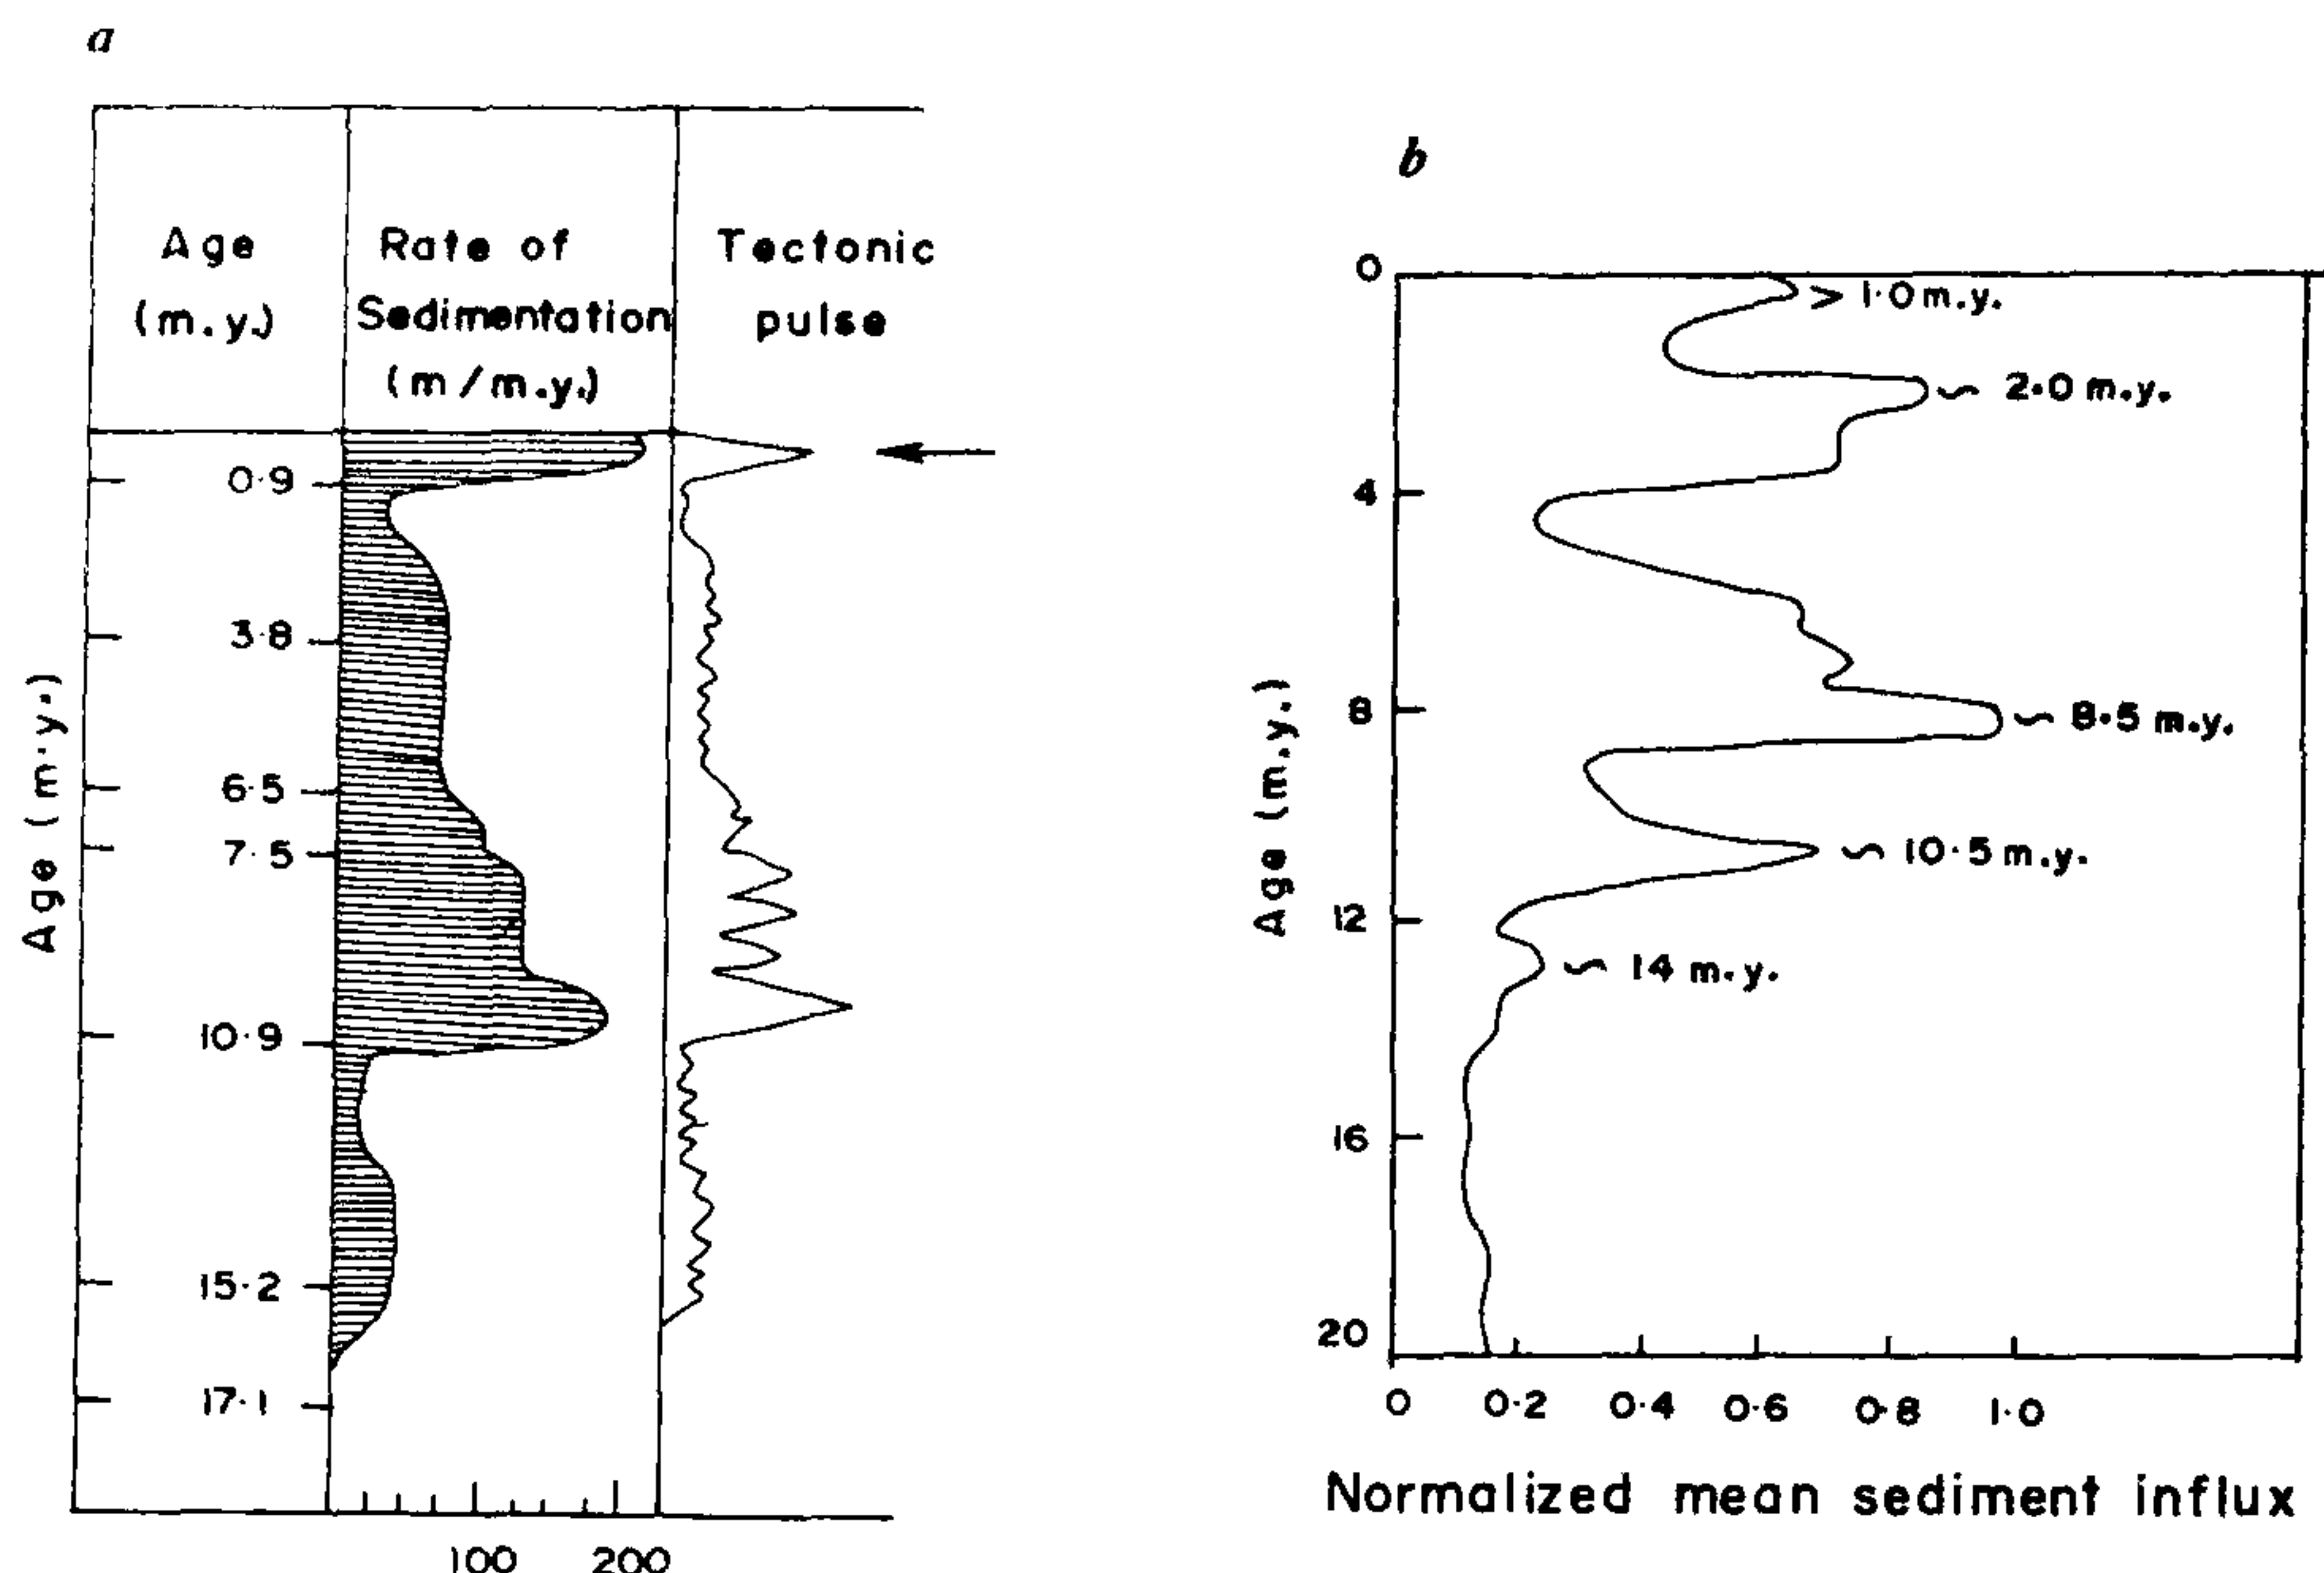 a
Age
(m.y.)
Rate of
Sedimentation
(m/m.y.)
Tectonic
pulse
Age (m.y.)
0.9
3.8
6.5
7.5
10.9
15.2
17.1
100 200
b
Age (m.y.)
0
4
8
12
16
20
> 1.0 m.y.
~ 2.0 m.y.
~ 8.5 m.y.
~ 10.5 m.y.
~ 14 m.y.
0 0.2 0.4 0.6 0.8 1.0
Normalized mean sediment influx